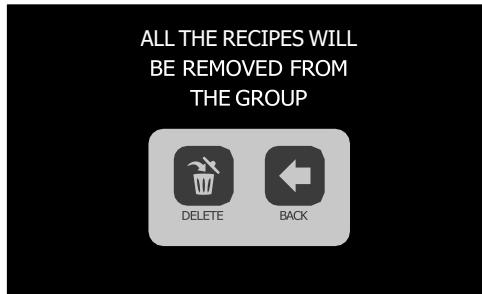 ALL THE RECIPES WILL
BE REMOVED FROM
THE GROUP
DELETE
BACK